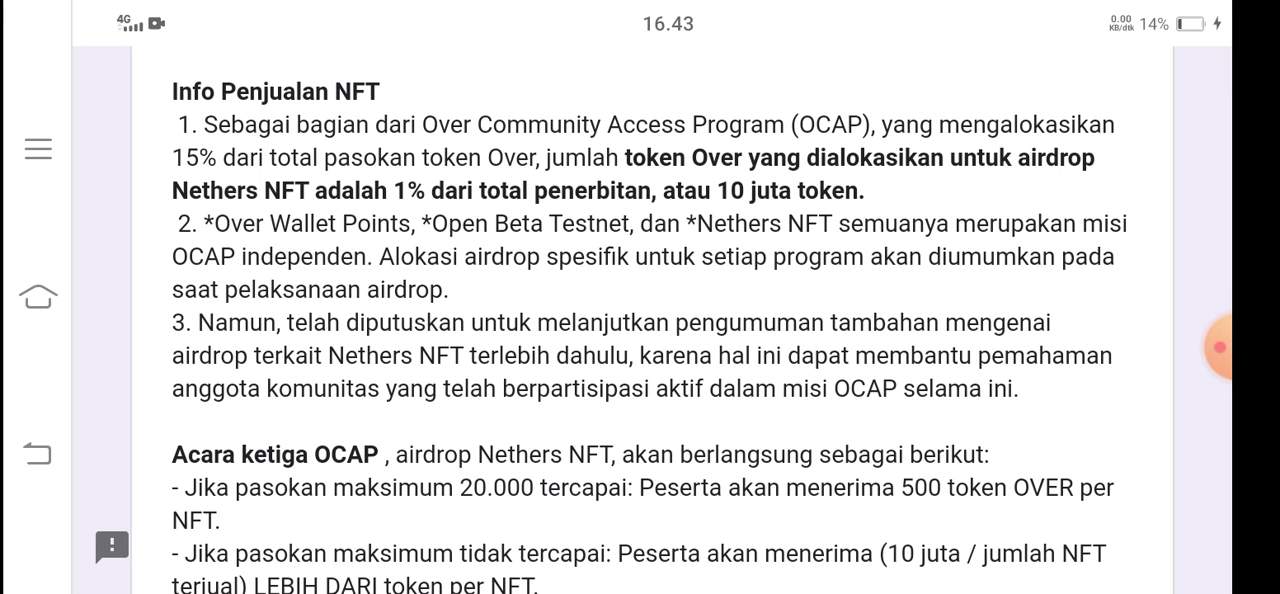 4G
16.43
0.00
KB/dtk
14%
Info Penjualan NFT
1. Sebagai bagian dari Over Community Access Program (OCAP), yang mengalokasikan
15% dari total pasokan token Over, jumlah token Over yang dialokasikan untuk airdrop
Nethers NFT adalah 1% dari total penerbitan, atau 10 juta token.
2. *Over Wallet Points, *Open Beta Testnet, dan *Nethers NFT semuanya merupakan misi
OCAP independen. Alokasi airdrop spesifik untuk setiap program akan diumumkan pada
saat pelaksanaan airdrop.
3. Namun, telah diputuskan untuk melanjutkan pengumuman tambahan mengenai
airdrop terkait Nethers NFT terlebih dahulu, karena hal ini dapat membantu pemahaman
anggota komunitas yang telah berpartisipasi aktif dalam misi OCAP selama ini.
Acara ketiga OCAP , airdrop Nethers NFT, akan berlangsung sebagai berikut:
- Jika pasokan maksimum 20.000 tercapai: Peserta akan menerima 500 token OVER per
NFT.
- Jika pasokan maksimum tidak tercapai: Peserta akan menerima (10 juta / jumlah NFT
terjual) LEBIH DARI token per NFT.